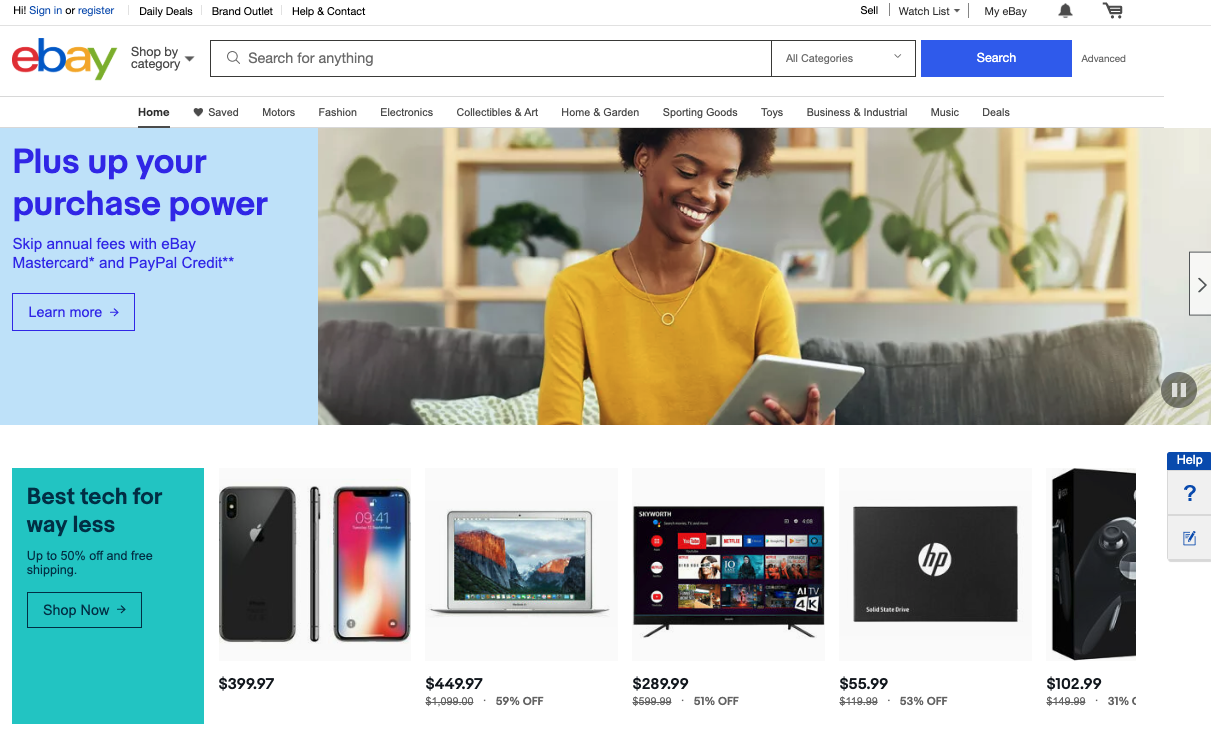 Hi! Sign in or register
Daily Deals
Brand Outlet
Help & Contact
Sell
Watch List
My eBay
ebay
Shop by category
Search for anything
All Categories
Search
Advanced
Home
Saved
Motors
Fashion
Electronics
Collectibles & Art
Home & Garden
Sporting Goods
Toys
Business & Industrial
Music
Deals
Plus up your
purchase power
Skip annual fees with eBay
Mastercard* and PayPal Credit**
Learn more →
Help
?
Best tech for
way less
Up to 50% off and free
shipping.
Shop Now →
09:41
$399.97
$449.97
$1,099.00 · 59% OFF
SKYWORTH
4:08
YouTube
NETFLIX
AI TV
4K
$289.99
$599.99 · 51% OFF
hp
Solid State Drive
$55.99
$119.99 · 53% OFF
XBOX
$102.99
$149.99 · 31% O